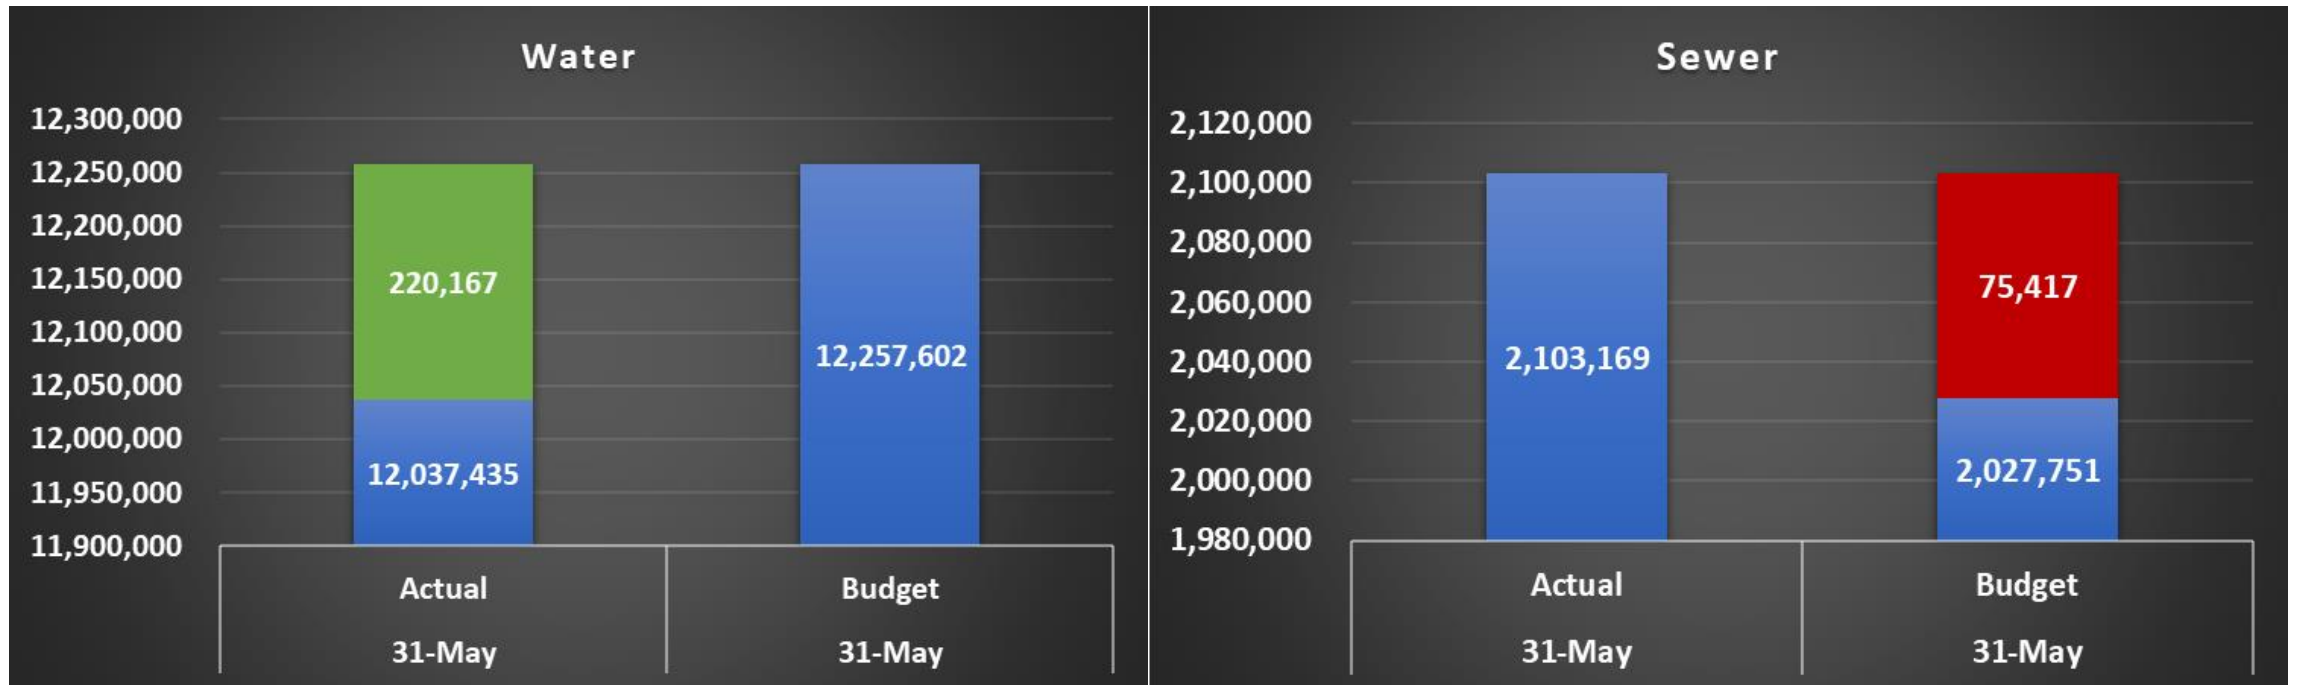 Water
12,300,000
12,250,000
12,200,000
12,150,000
12,100,000
12,050,000
12,000,000
11,950,000
11,900,000
220,167
12,037,435
12,257,602
Actual
Budget
31-May
31-May
Sewer
2,120,000
2,100,000
2,080,000
2,060,000
2,040,000
2,020,000
2,000,000
1,980,000
2,103,169
75,417
2,027,751
Actual
Budget
31-May
31-May